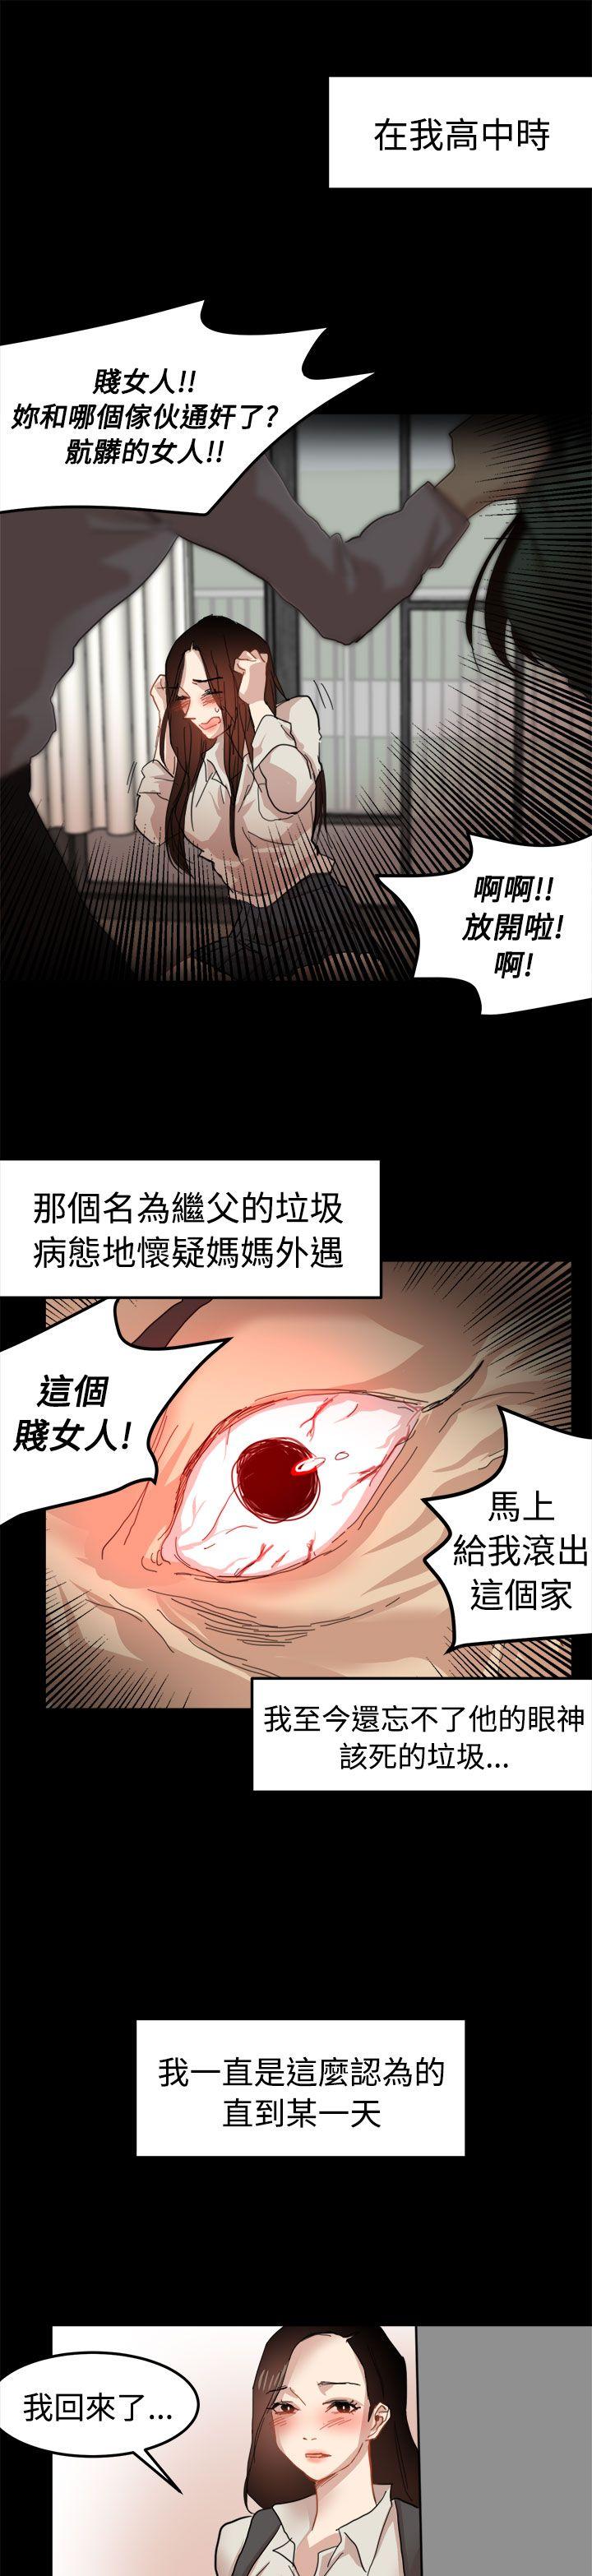 在我高中時
賤女人!!
妳和哪個傢伙通奸了?
骯髒的女人!!
啊啊!!
放開啦!
啊!
那個名為繼父的垃圾
病態地懷疑媽媽外遇
這個
賤女人!
馬上
給我滾出
這個家
我至今還忘不了他的眼神
該死的垃圾...
我一直是這麼認為的
直到某一天
我回來了...